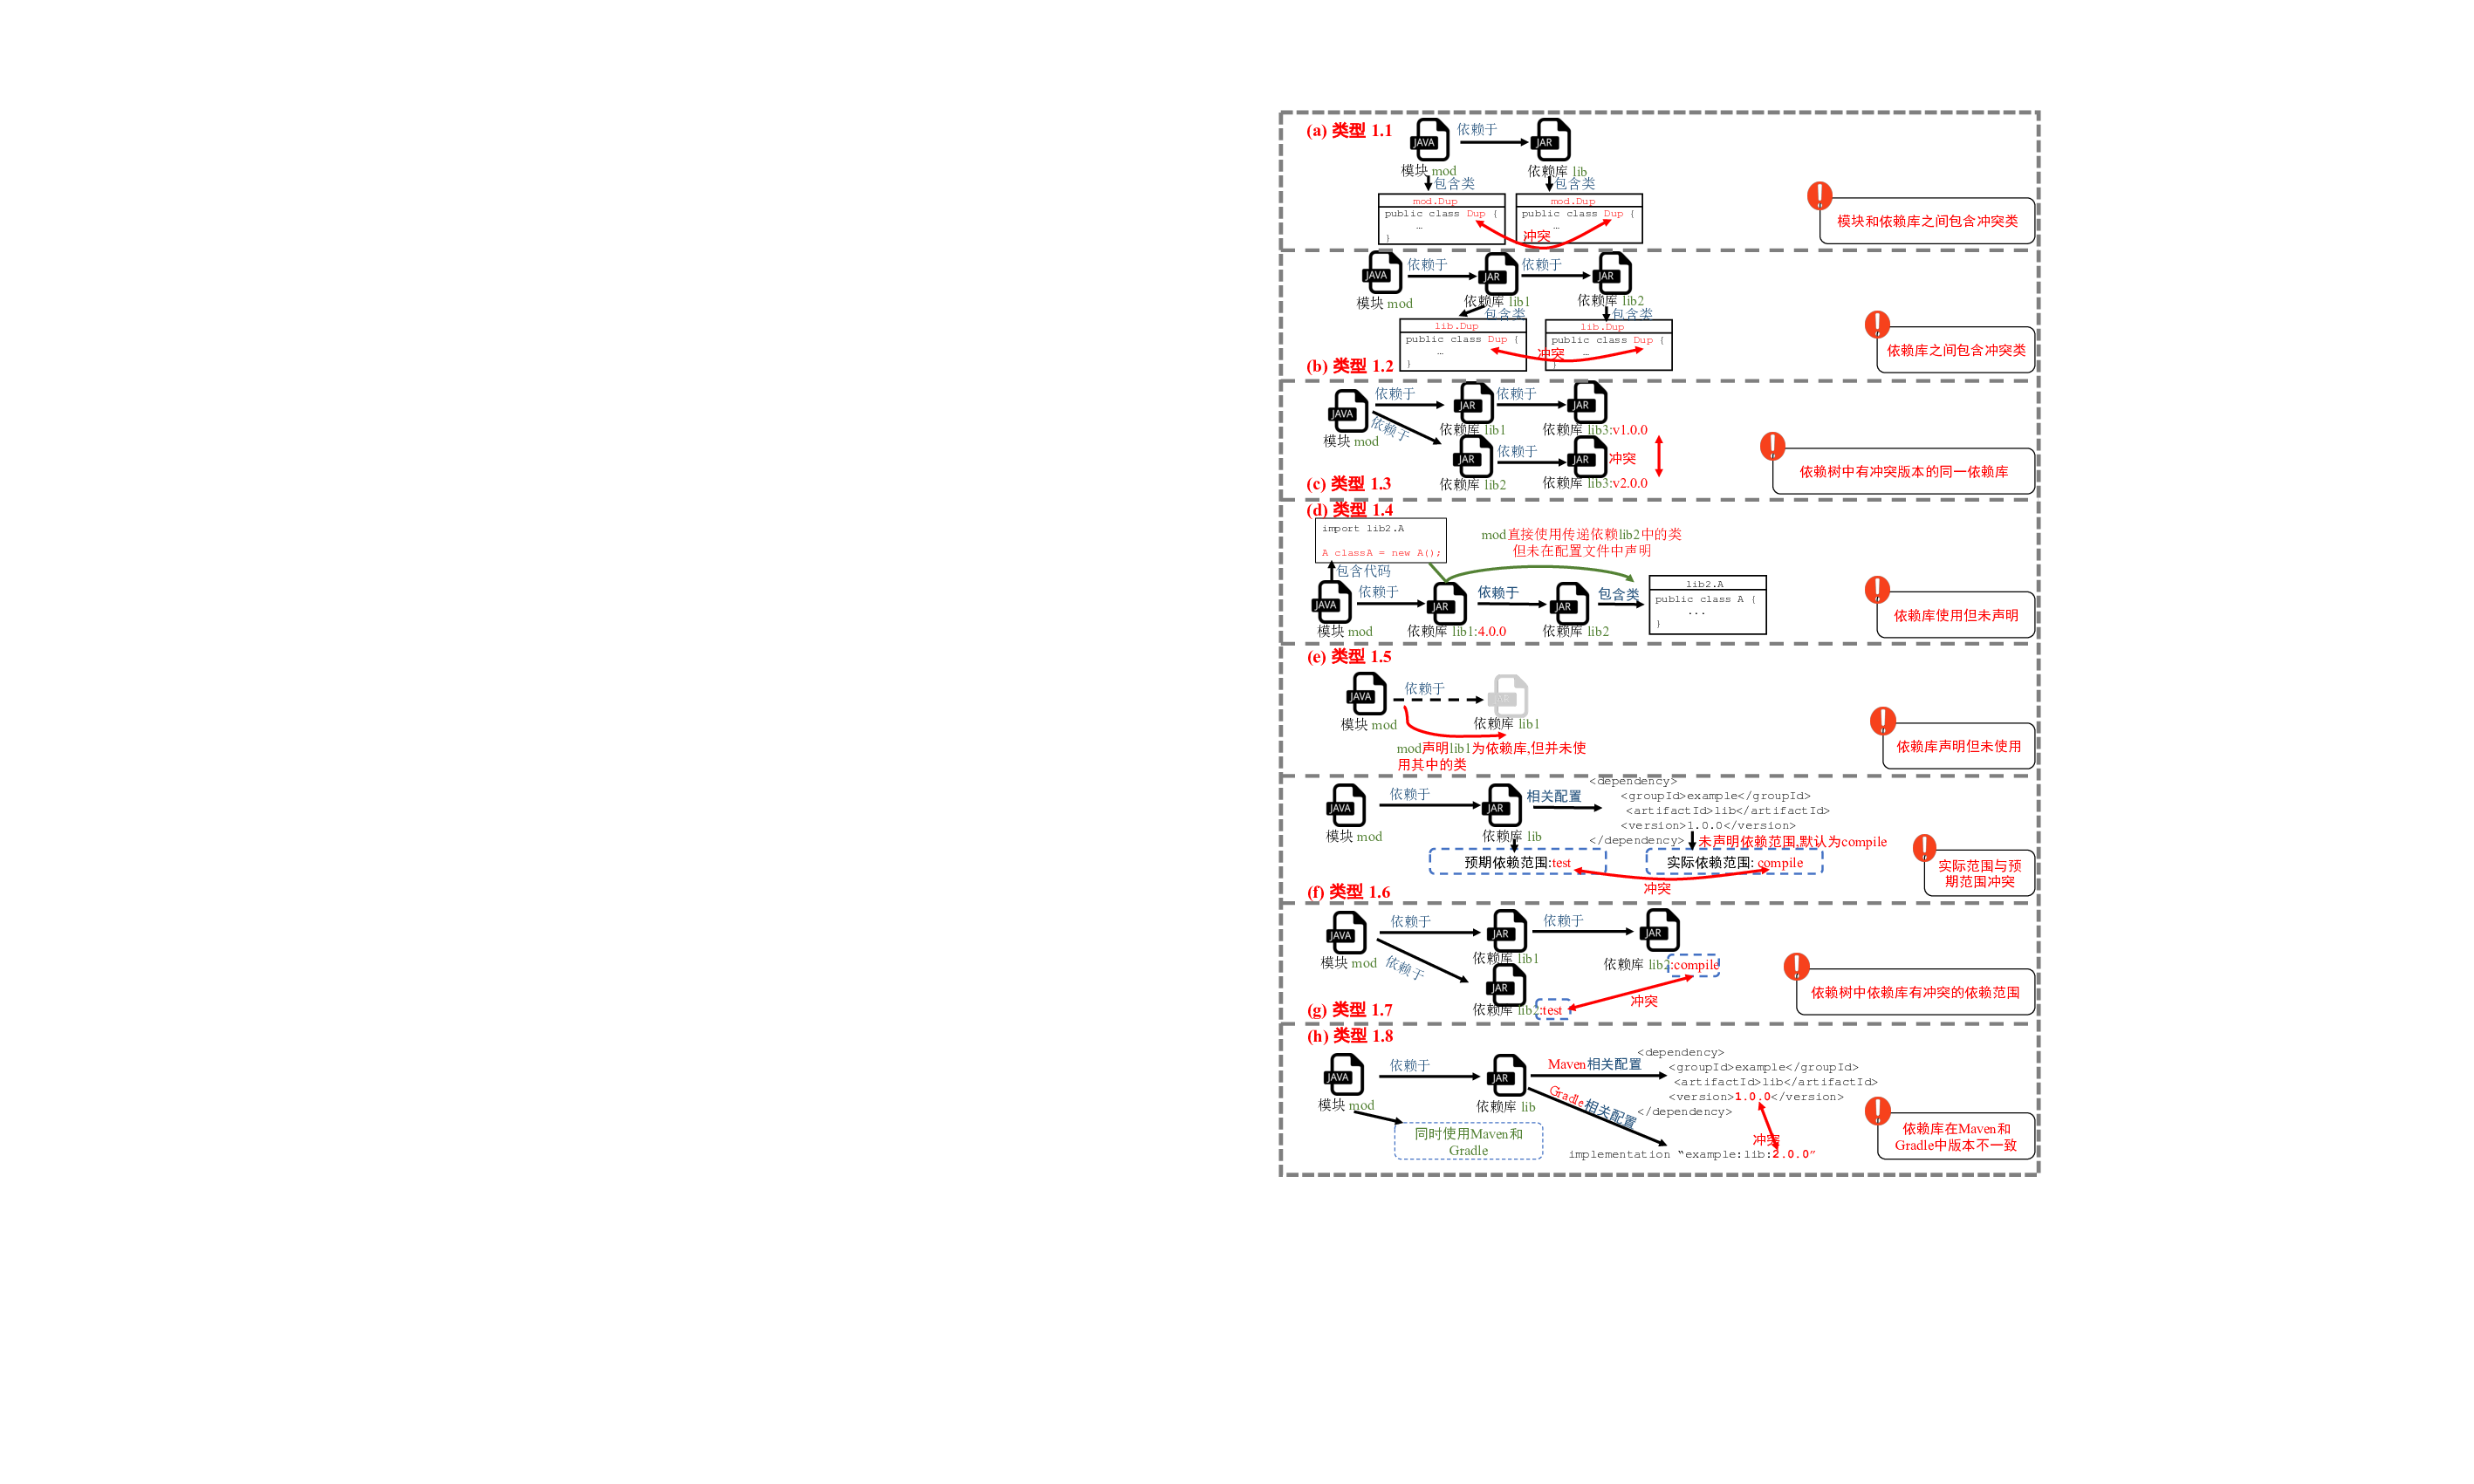 (a) 类型 1.1
JAVA
依赖于
JAR
模块 mod
依赖库 lib
包含类
包含类
mod.Dup
public class Dup {
…
}
mod.Dup
public class Dup {
…
冲突
模块和依赖库之间包含冲突类
JAVA
依赖于
JAR
依赖于
JAR
模块 mod
依赖库 lib1
依赖库 lib2
包含类
包含类
lib.Dup
public class Dup {
…
}
lib.Dup
public class Dup {
…
}
冲突
依赖库之间包含冲突类
(b) 类型 1.2
JAVA
依赖于
JAR
依赖于
JAR
模块 mod
依赖于
依赖库 lib1
依赖库 lib3:v1.0.0
JAR
依赖于
JAR
冲突
依赖库 lib2
依赖库 lib3:v2.0.0
依赖树中有冲突版本的同一依赖库
(c) 类型 1.3
(d) 类型 1.4
import lib2.A
A classA = new A();
mod直接使用传递依赖lib2中的类
但未在配置文件中声明
包含代码
JAVA
依赖于
JAR
依赖于
JAR
包含类
lib2.A
public class A {
...
}
模块 mod
依赖库 lib1:4.0.0
依赖库 lib2
依赖库使用但未声明
(e) 类型 1.5
JAVA
依赖于
模块 mod
依赖库 lib1
mod声明lib1为依赖库,但并未使
用其中的类
依赖库声明但未使用
JAVA
依赖于
JAR
相关配置
<dependency>
<groupId>example</groupId>
<artifactId>lib</artifactId>
<version>1.0.0</version>
</dependency>
模块 mod
依赖库 lib
未声明依赖范围,默认为compile
预期依赖范围:test
实际依赖范围: compile
冲突
实际范围与预
期范围冲突
(f) 类型 1.6
JAVA
依赖于
JAR
依赖于
JAR
模块 mod
依赖于
依赖库 lib1
依赖库 lib2:compile
JAR
依赖库 lib2:test
冲突
依赖树中依赖库有冲突的依赖范围
(g) 类型 1.7
(h) 类型 1.8
JAVA
依赖于
JAR
Maven相关配置
<dependency>
<groupId>example</groupId>
<artifactId>lib</artifactId>
<version>1.0.0</version>
</dependency>
模块 mod
依赖库 lib
Gradle相关配置
同时使用Maven和
Gradle
冲突
implementation “example:lib:2.0.0”
依赖库在Maven和
Gradle中版本不一致